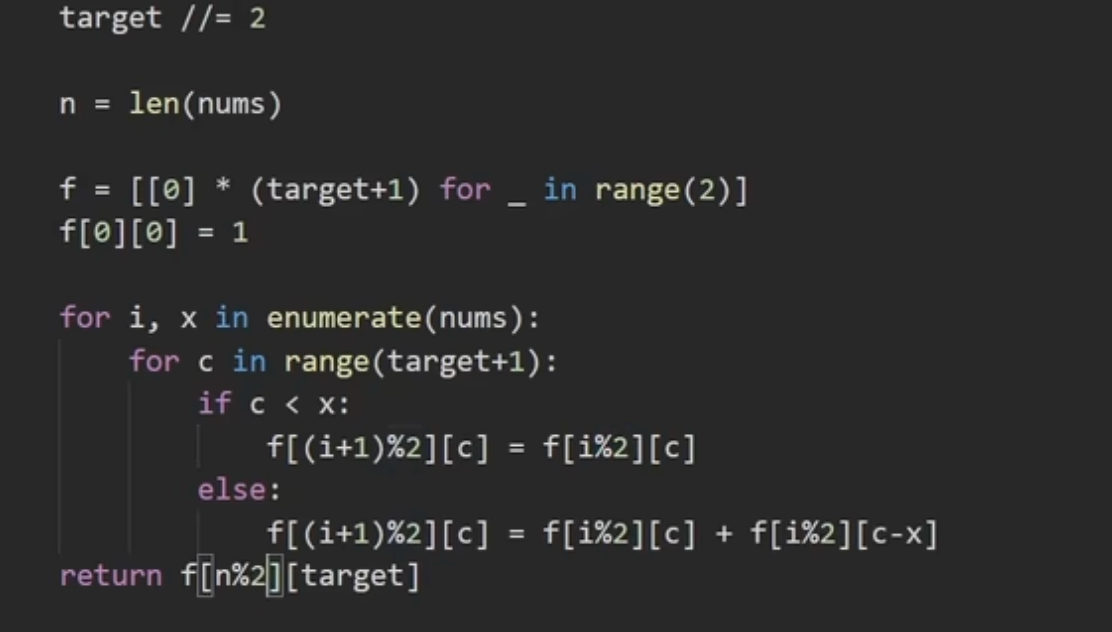 target //= 2
n = len(nums)
f = [[0] * (target+1) for _ in range(2)]
f[0][0] = 1
for i, x in enumerate(nums):
for c in range(target+1):
if c < x:
f[(i+1)%2][c] = f[i%2][c]
else:
f[(i+1)%2][c] = f[i%2][c] + f[i%2][c-x]
return f[n%2][target]